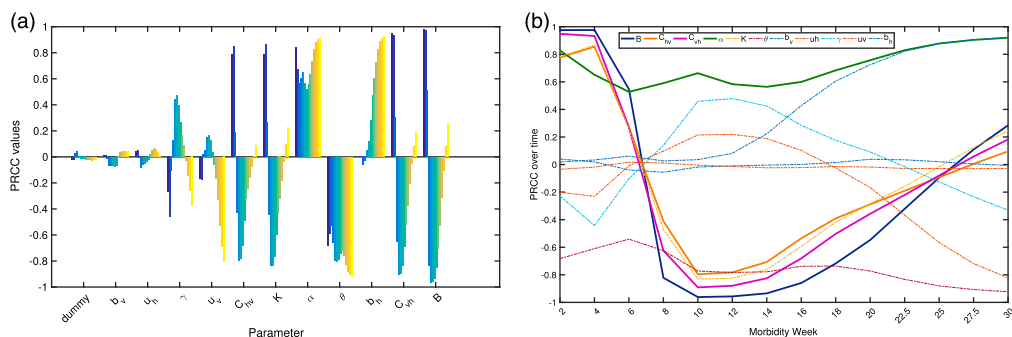 (a)
PRCC values
1
0.8
0.6
0.4
0.2
0
-0.2
-0.4
-0.6
-0.8
-1
dummy
b_v
u_h
γ
u_v
C_hv
K
α
θ
b_h
C_vh
B
Parameter
(b)
PRCC over time
1
0.8
0.6
0.4
0.2
0
-0.2
-0.4
-0.6
-0.8
-1
B C_hv C_vh α K θ b_v uh γ uv b_h
2 4 6 8 10 12 14 16 18 20 22.5 25 27.5 30
Morbidity Week